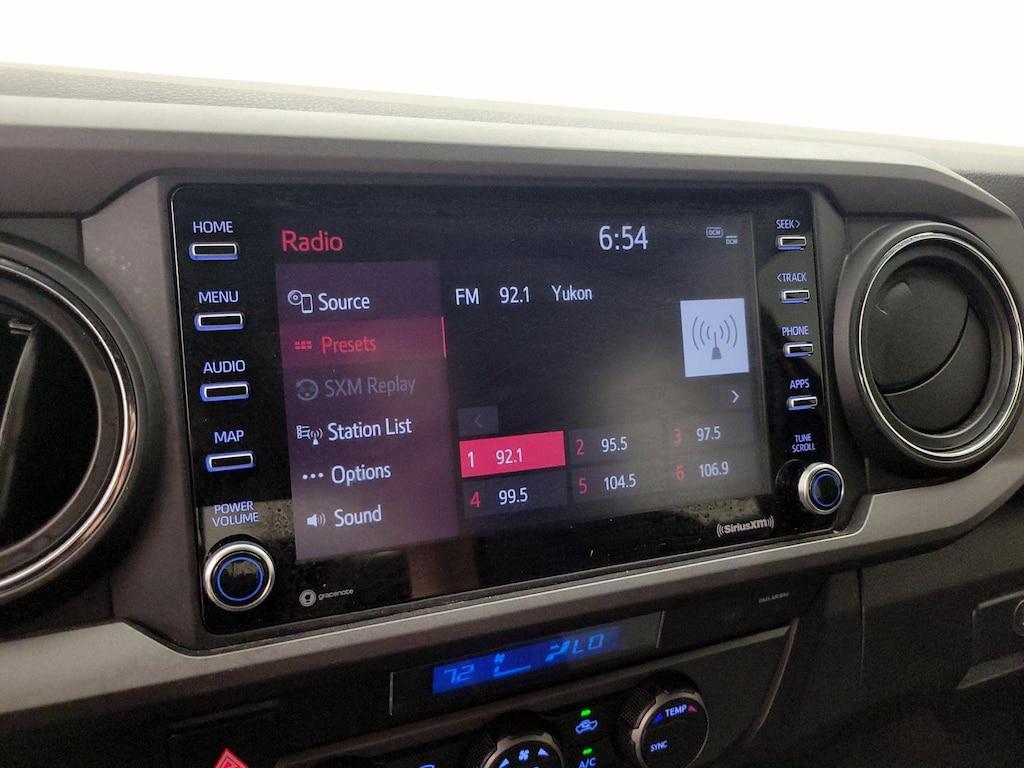 HOME
MENU
AUDIO
MAP
POWER
VOLUME
Radio
6:54
DCM
DCM
Source
Presets
SXM Replay
Station List
Options
Sound
FM 92.1 Yukon
1 92.1
2 95.5
3 97.5
4 99.5
5 104.5
6 106.9
SEEK>
<TRACK
PHONE
APPS
TUNE
SCROLL
gracenote
SiriusXM
72
LO
TEMP
SYNC
A/C